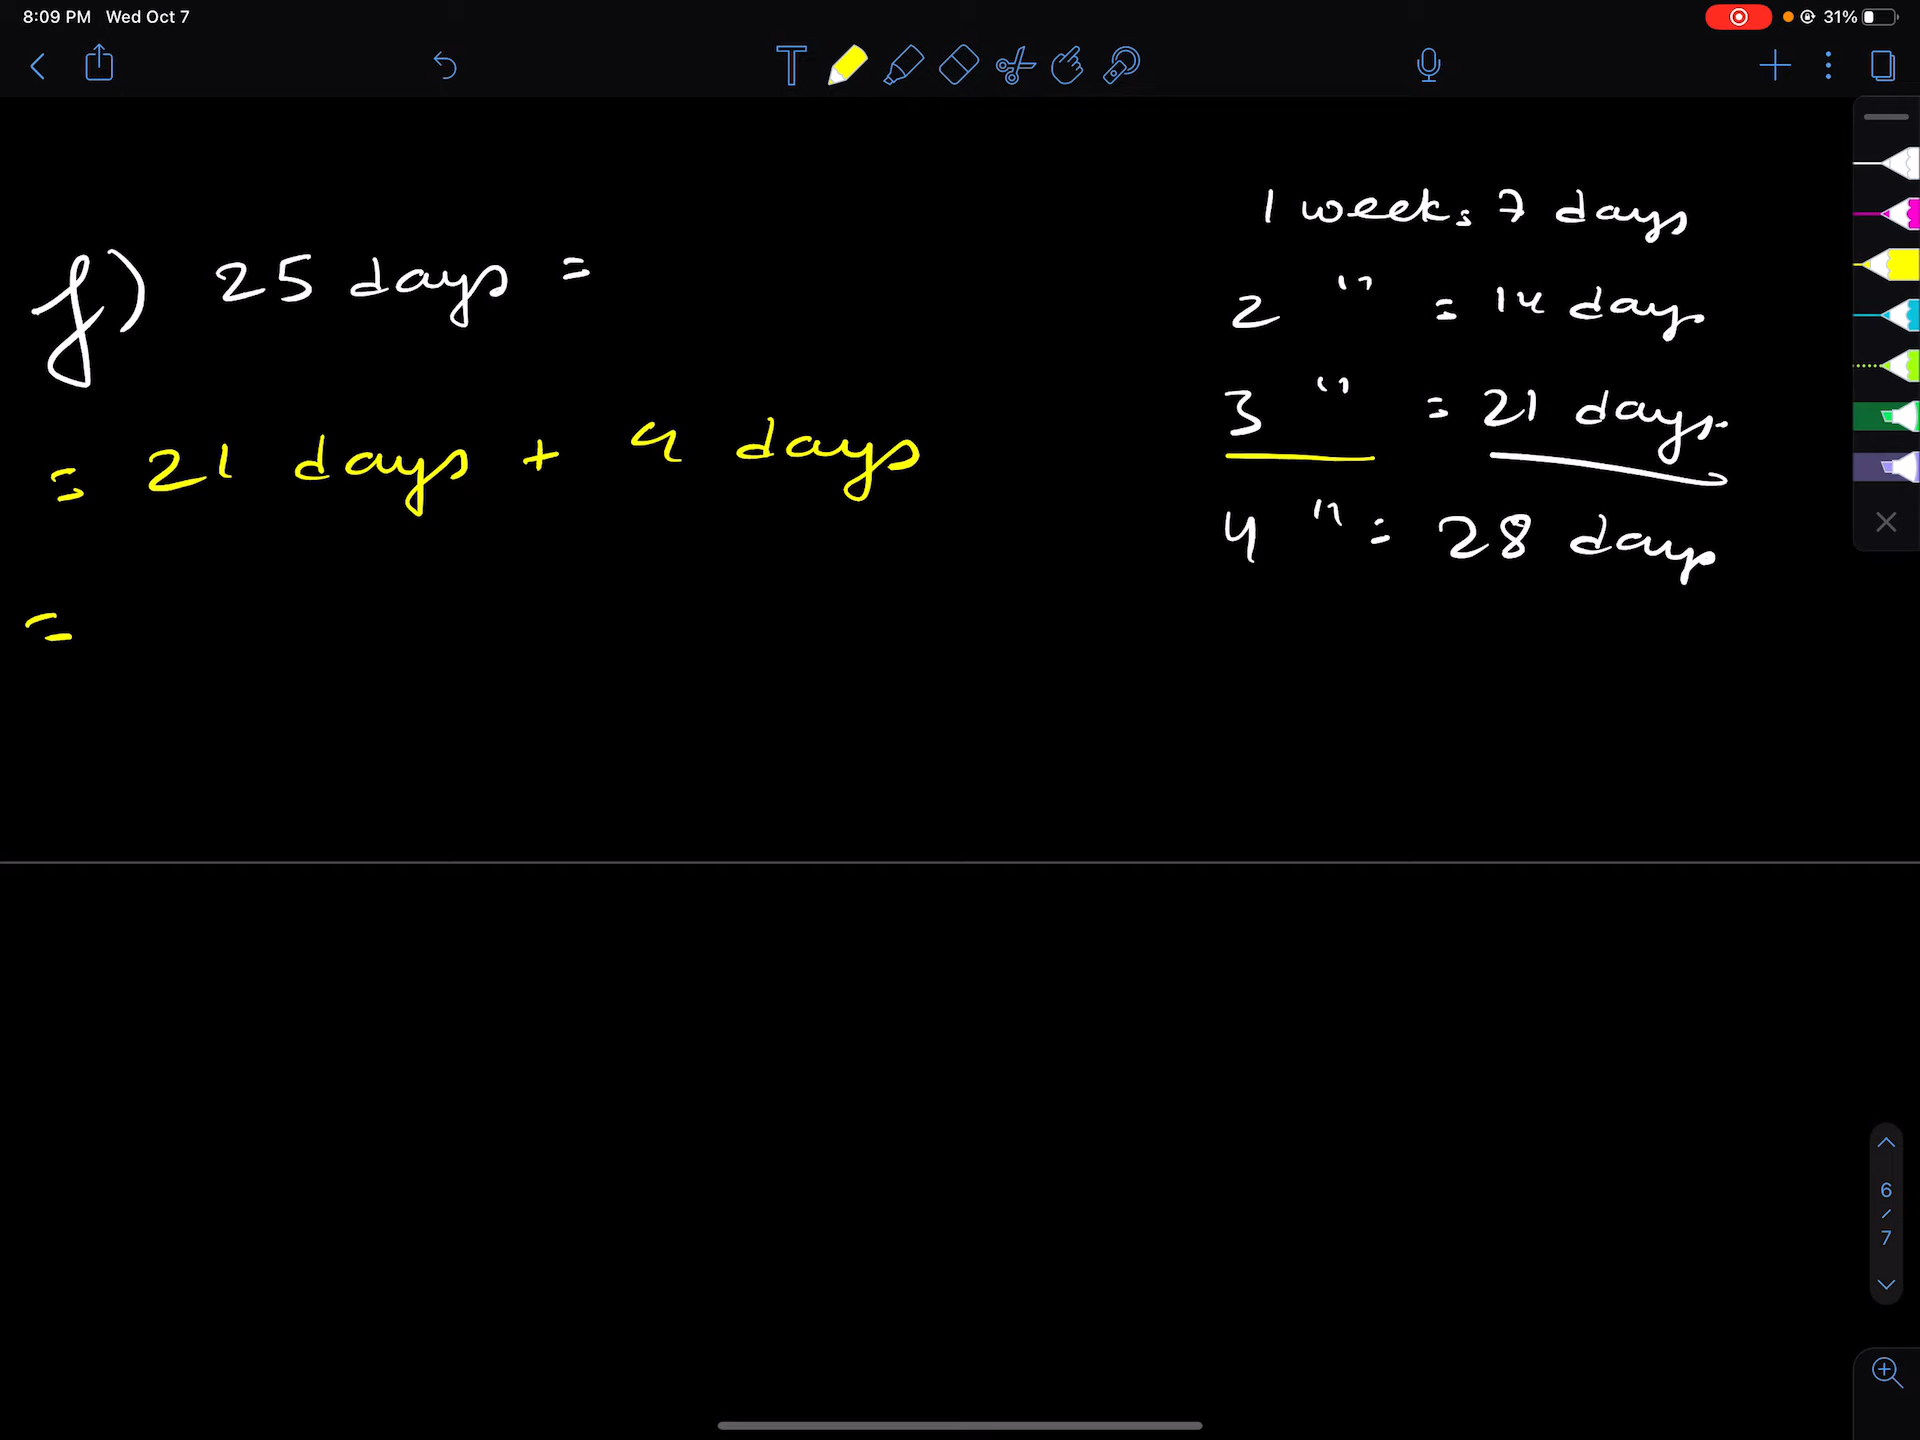 8:09 PM Wed Oct 7
31%
T
f) 25 days =
= 21 days + 4 days
=
1 week = 7 days
2 " = 14 days
3 " = 21 days.
4 " = 28 days
6
/
7